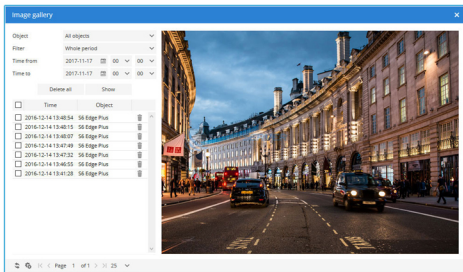 Image gallery
Object All objects
Filter Whole period
Time from 2017-11-17 00 00
Time to 2017-11-17 00 00
Delete all Show
Time Object
2016-12-14 13:48:54 S6 Edge Plus
2016-12-14 13:48:15 S6 Edge Plus
2016-12-14 13:48:07 S6 Edge Plus
2016-12-14 13:47:49 S6 Edge Plus
2016-12-14 13:47:32 S6 Edge Plus
2016-12-14 13:46:55 S6 Edge Plus
2016-12-14 13:41:28 S6 Edge Plus
Page 1 of 1 25